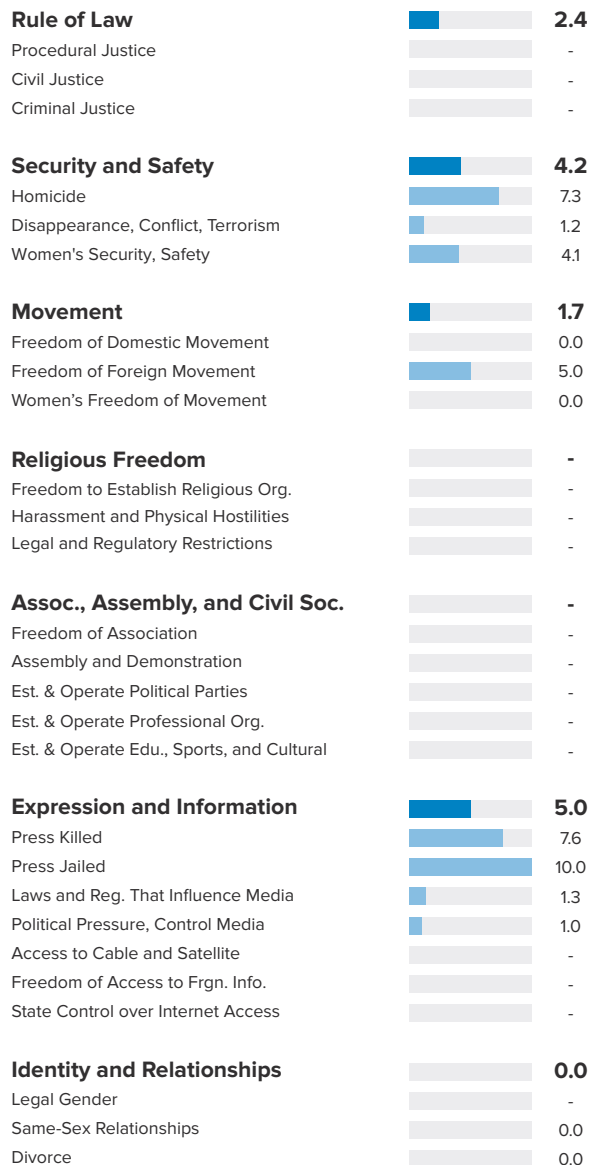 Rule of Law 2.4
Procedural Justice -
Civil Justice -
Criminal Justice -
Security and Safety 4.2
Homicide 7.3
Disappearance, Conflict, Terrorism 1.2
Women's Security, Safety 4.1
Movement 1.7
Freedom of Domestic Movement 0.0
Freedom of Foreign Movement 5.0
Women’s Freedom of Movement 0.0
Religious Freedom -
Freedom to Establish Religious Org. -
Harassment and Physical Hostilities -
Legal and Regulatory Restrictions -
Assoc., Assembly, and Civil Soc. -
Freedom of Association -
Assembly and Demonstration -
Est. & Operate Political Parties -
Est. & Operate Professional Org. -
Est. & Operate Edu., Sports, and Cultural -
Expression and Information 5.0
Press Killed 7.6
Press Jailed 10.0
Laws and Reg. That Influence Media 1.3
Political Pressure, Control Media 1.0
Access to Cable and Satellite -
Freedom of Access to Frgn. Info. -
State Control over Internet Access -
Identity and Relationships 0.0
Legal Gender -
Same-Sex Relationships 0.0
Divorce 0.0